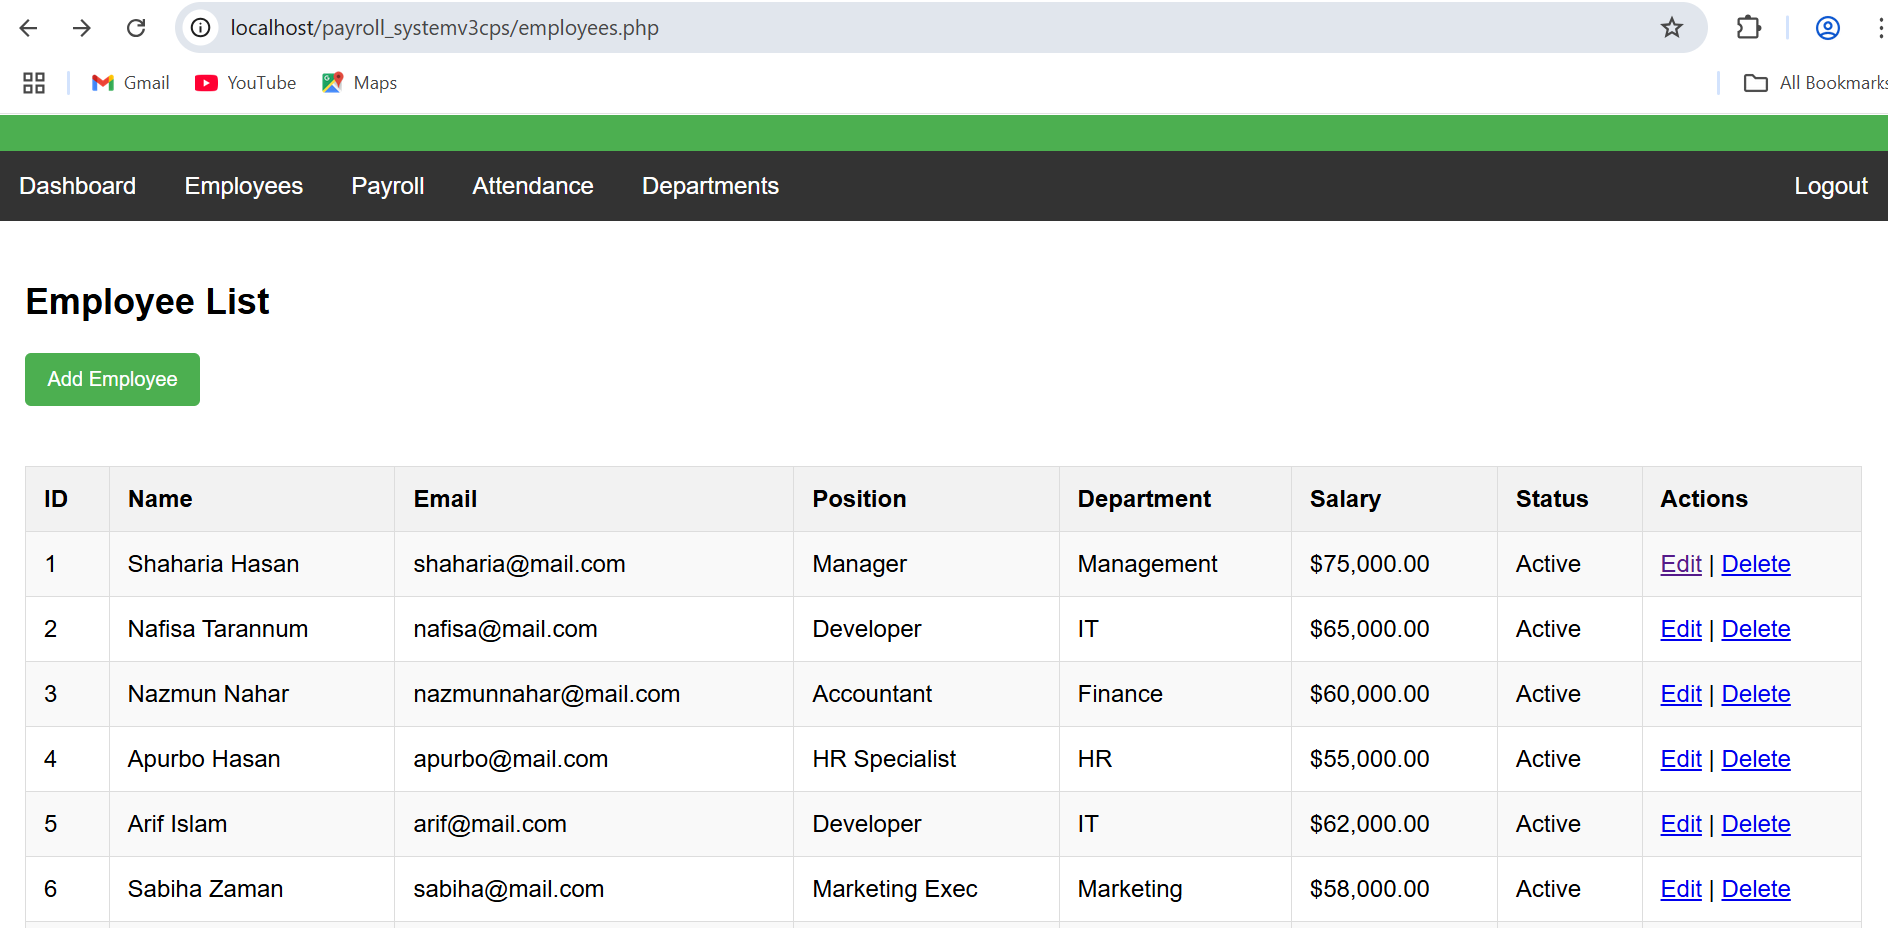 localhost/payroll_systemv3cps/employees.php
Gmail YouTube Maps All Bookmarks
Dashboard Employees Payroll Attendance Departments Logout
Employee List
Add Employee
ID Name Email Position Department Salary Status Actions
1 Shaharia Hasan shaharia@mail.com Manager Management $75,000.00 Active Edit | Delete
2 Nafisa Tarannum nafisa@mail.com Developer IT $65,000.00 Active Edit | Delete
3 Nazmun Nahar nazmunnahar@mail.com Accountant Finance $60,000.00 Active Edit | Delete
4 Apurbo Hasan apurbo@mail.com HR Specialist HR $55,000.00 Active Edit | Delete
5 Arif Islam arif@mail.com Developer IT $62,000.00 Active Edit | Delete
6 Sabiha Zaman sabiha@mail.com Marketing Exec Marketing $58,000.00 Active Edit | Delete